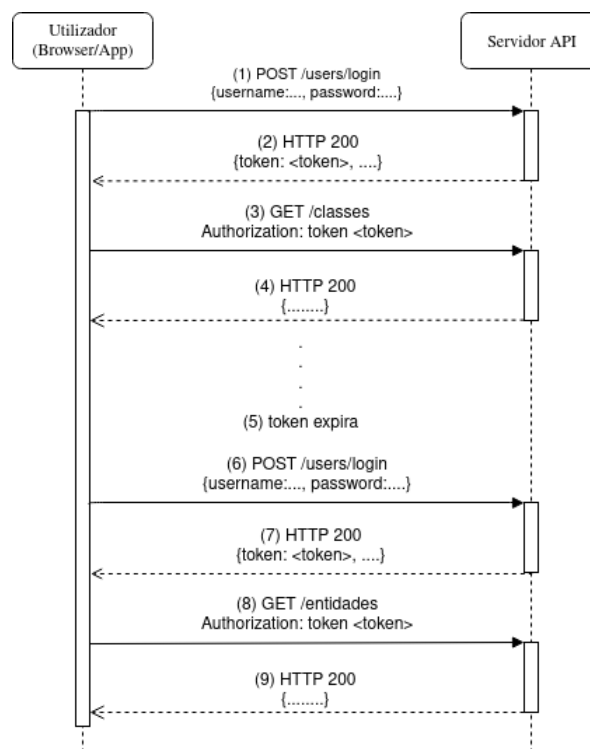 Utilizador
(Browser/App)
Servidor API
(1) POST /users/login
{username:..., password:....}
(2) HTTP 200
{token: <token>, ....}
(3) GET /classes
Authorization: token <token>
(4) HTTP 200
{........}
.
.
.
.
(5) token expira
(6) POST /users/login
{username:..., password:....}
(7) HTTP 200
{token: <token>, ....}
(8) GET /entidades
Authorization: token <token>
(9) HTTP 200
{........}